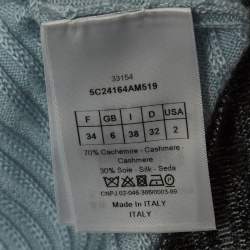 33154
5C24164AM519
F GB I D USA
34 6 38 32 2
70% Cachemire - Cashmere
Cashmere
30% Soie - Silk - Seda
Made in ITALY
ITALY